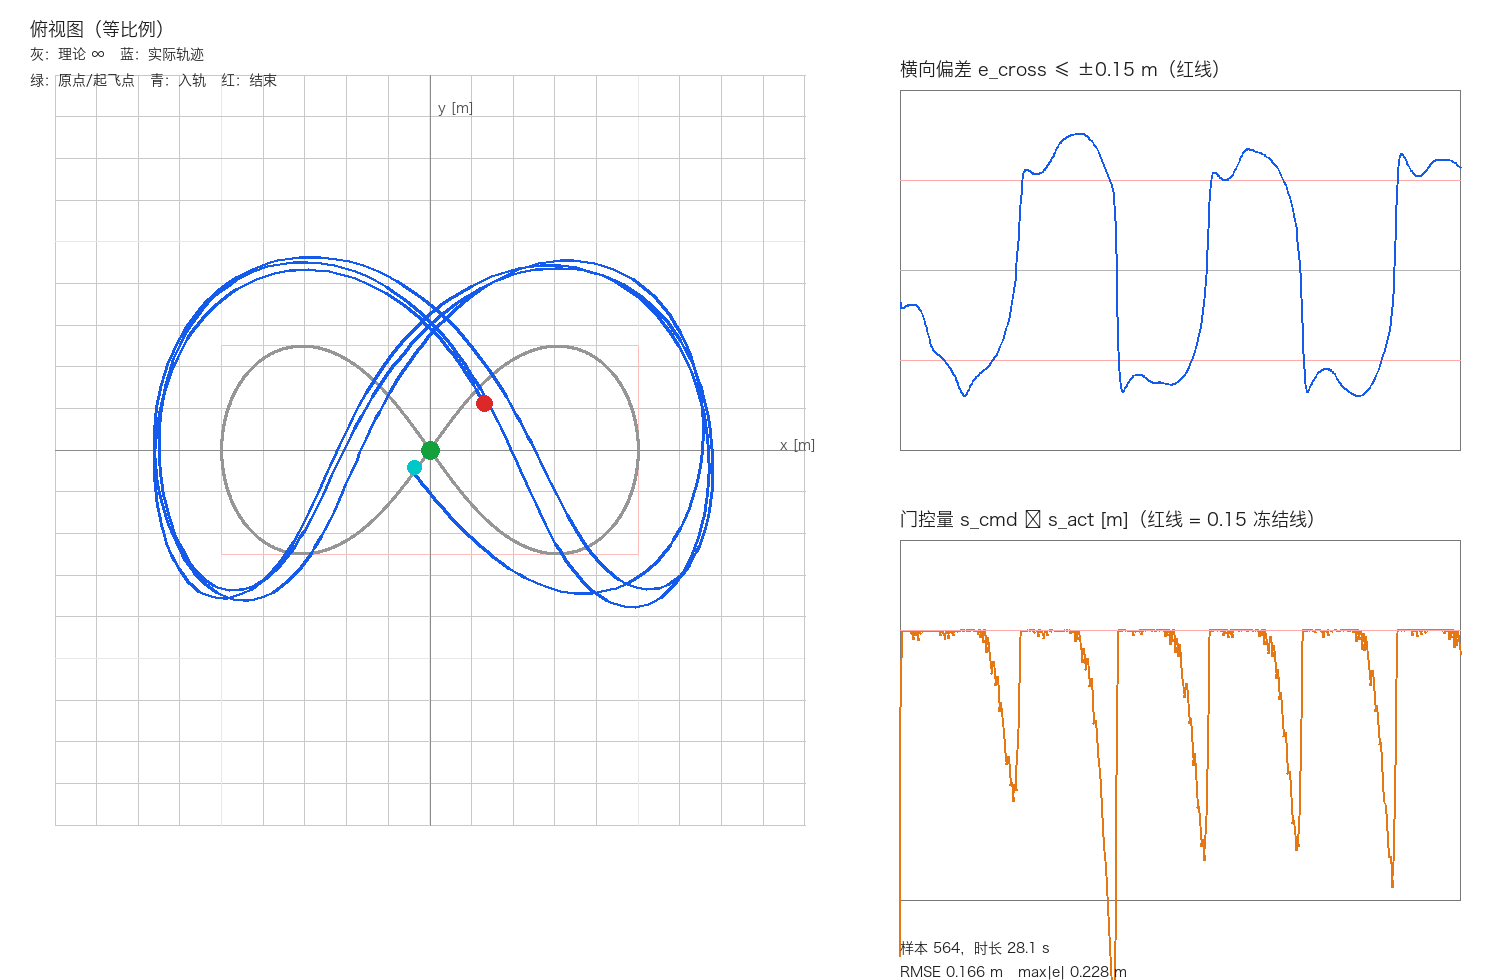 俯视图（等比例）
灰：理论 ∞　蓝：实际轨迹
绿：原点/起飞点　青：入轨　红：结束
y [m]
x [m]
横向偏差 e_cross ≤ ±0.15 m（红线）
门控量 s_cmd ☒ s_act [m]（红线 = 0.15 冻结线）
样本 564，时长 28.1 s
RMSE 0.166 m　max|e| 0.228 m